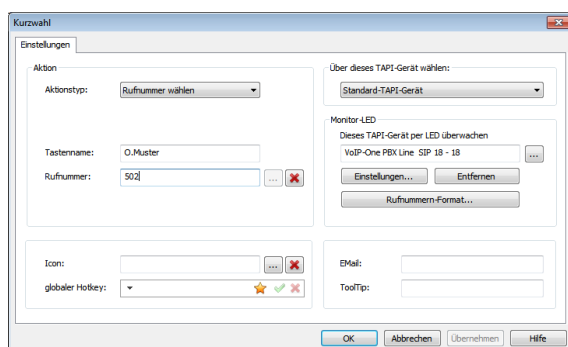 Kurzwahl
Einstellungen
Aktion
Aktionstyp: Rufnummer wählen
Tastenname: O.Muster
Rufnummer: 502 ...
Über dieses TAPI-Gerät wählen:
Standard-TAPI-Gerät
Monitor-LED
Dieses TAPI-Gerät per LED überwachen
VoIP-One PBX Line SIP 18 - 18 ...
Einstellungen... Entfernen
Rufnummern-Format...
Icon: ...
globaler Hotkey:
EMail:
ToolTip:
OK Abbrechen Übernehmen Hilfe